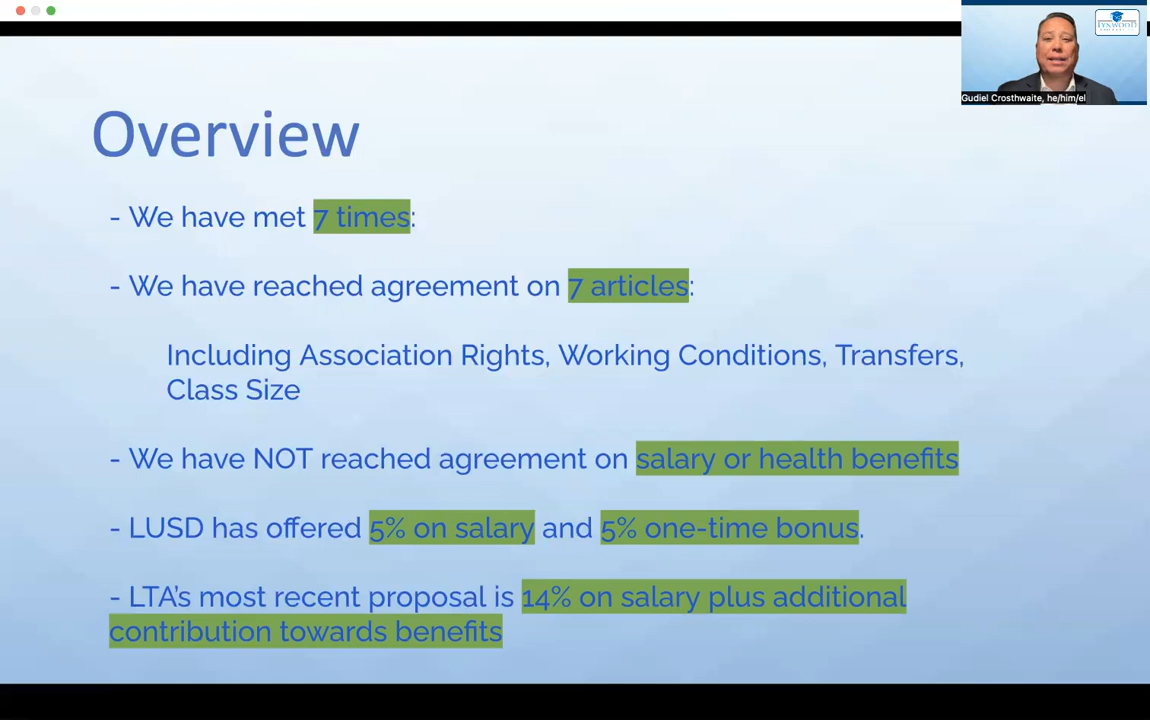 LYNWOOD
Gudiel Crosthwaite, he/him/el
Overview
- We have met 7 times:
- We have reached agreement on 7 articles:
Including Association Rights, Working Conditions, Transfers,
Class Size
- We have NOT reached agreement on salary or health benefits
- LUSD has offered 5% on salary and 5% one-time bonus.
- LTA's most recent proposal is 14% on salary plus additional
contribution towards benefits